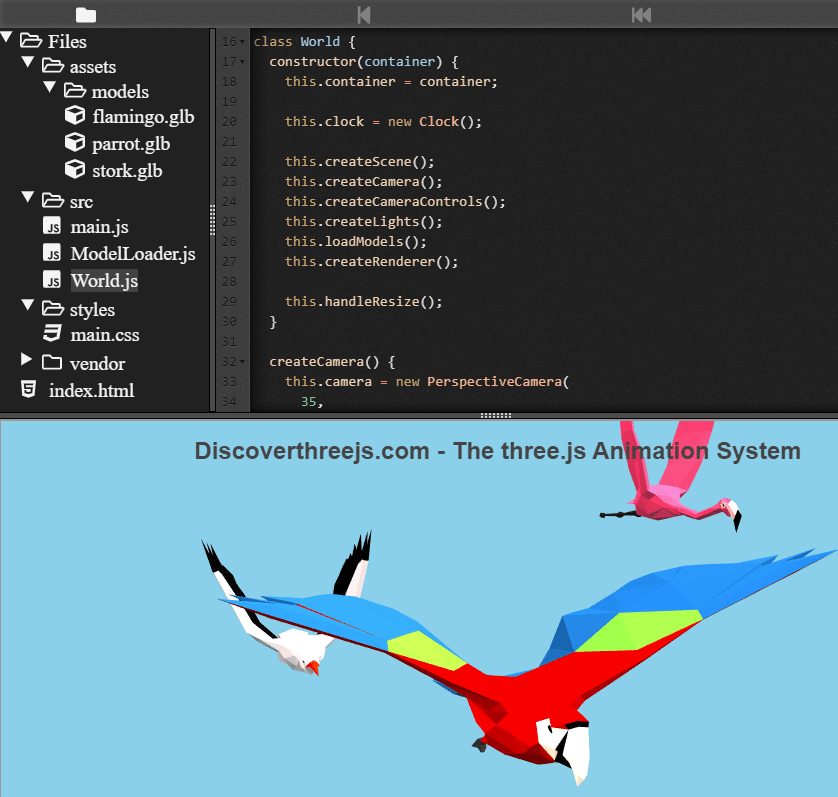 Files
assets
models
flamingo.glb
parrot.glb
stork.glb
src
main.js
ModelLoader.js
World.js
styles
main.css
vendor
index.html
16 class World {
17 constructor(container) {
18 this.container = container;
19
20 this.clock = new Clock();
21
22 this.createScene();
23 this.createCamera();
24 this.createCameraControls();
25 this.createLights();
26 this.loadModels();
27 this.createRenderer();
28
29 this.handleResize();
30 }
31
32 createCamera() {
33 this.camera = new PerspectiveCamera(
34 35,
Discoverthreejs.com - The three.js Animation System